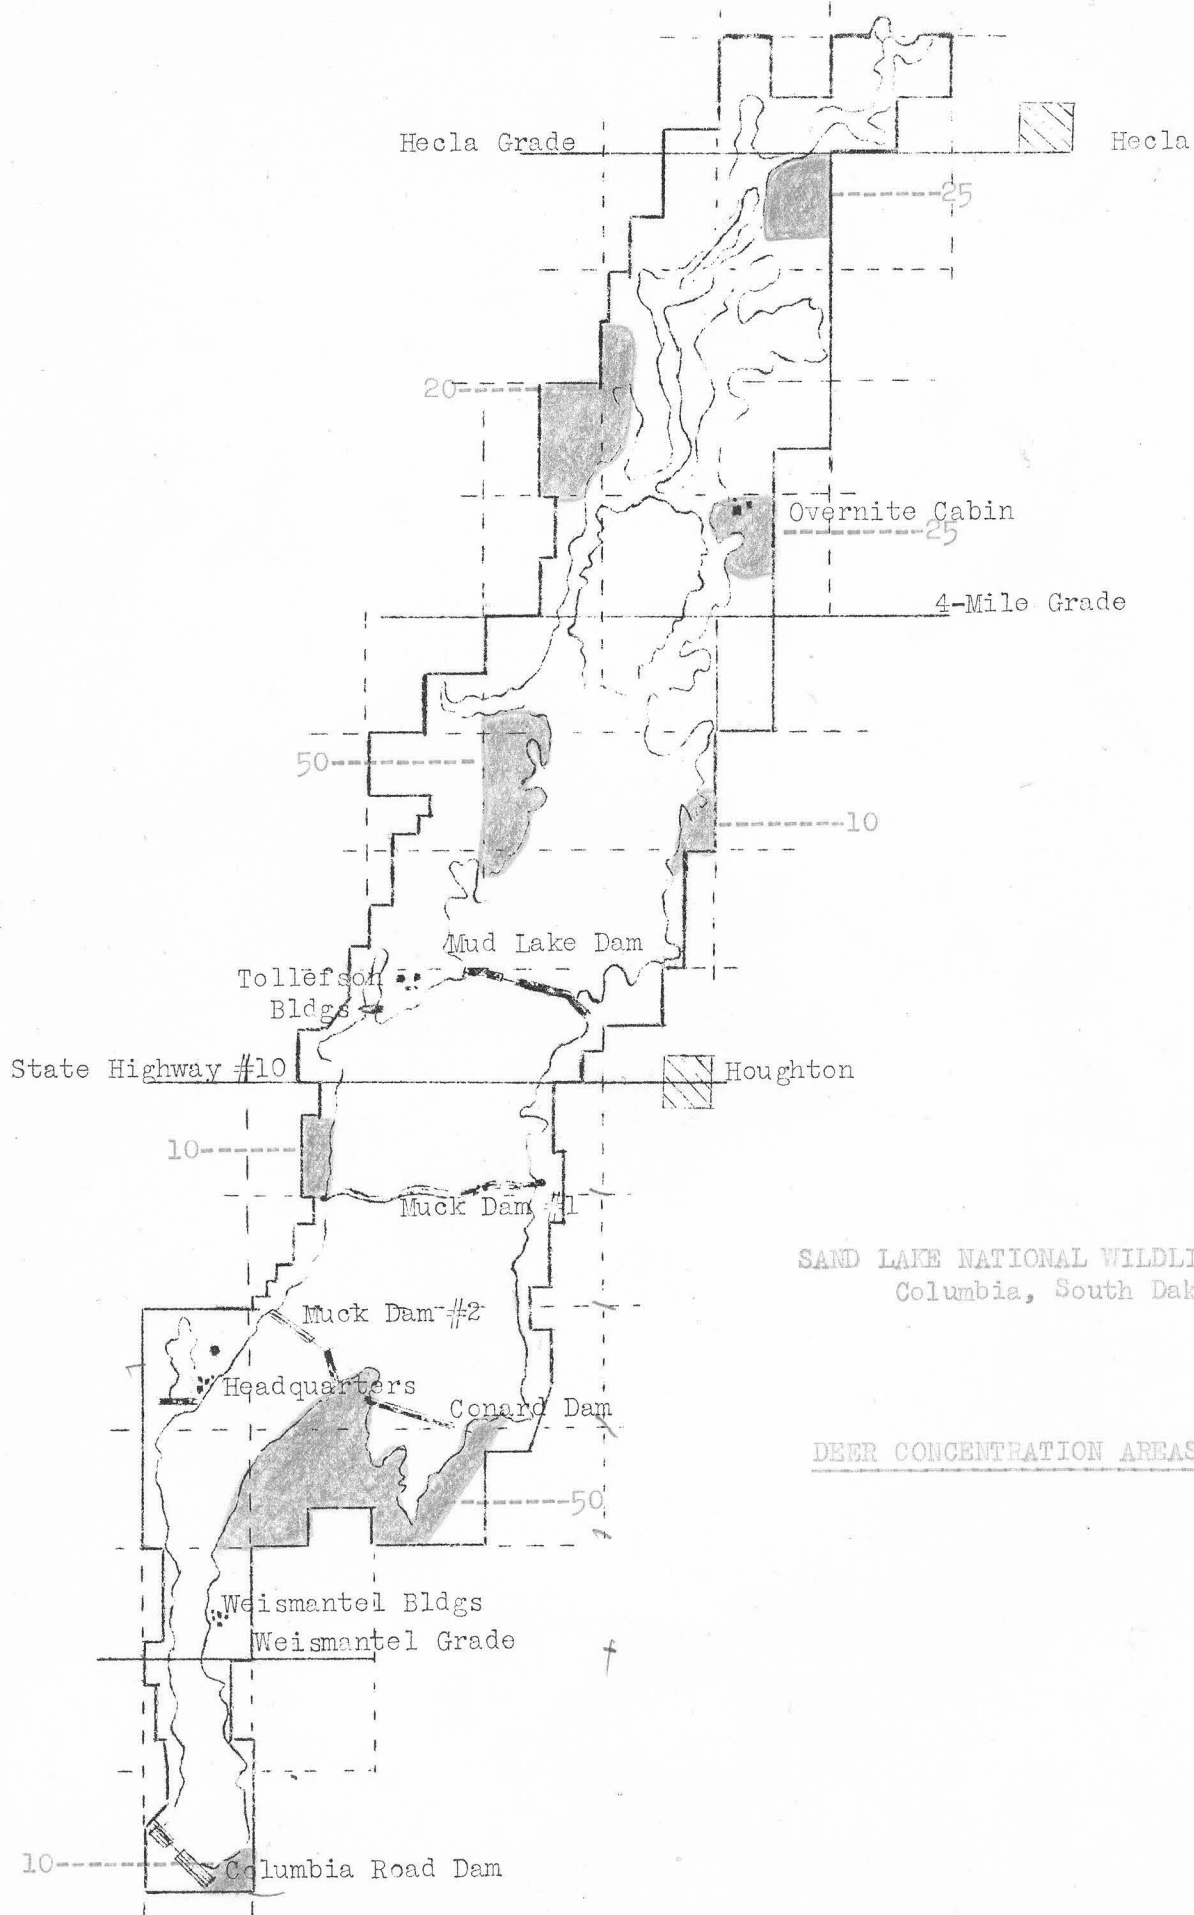 Hecla Grade
Hecla
25
20
Overnite Cabin
25
4-Mile Grade
50
10
Mud Lake Dam
Tollefson
Bldgs
State Highway #10
Houghton
10
Muck Dam #1
SAND LAKE NATIONAL WILDLI
Columbia, South Dak
Muck Dam #2
Headquarters
Conard Dam
DEER CONCENTRATION AREAS
50
Weismantel Bldgs
Weismantel Grade
10
Columbia Road Dam